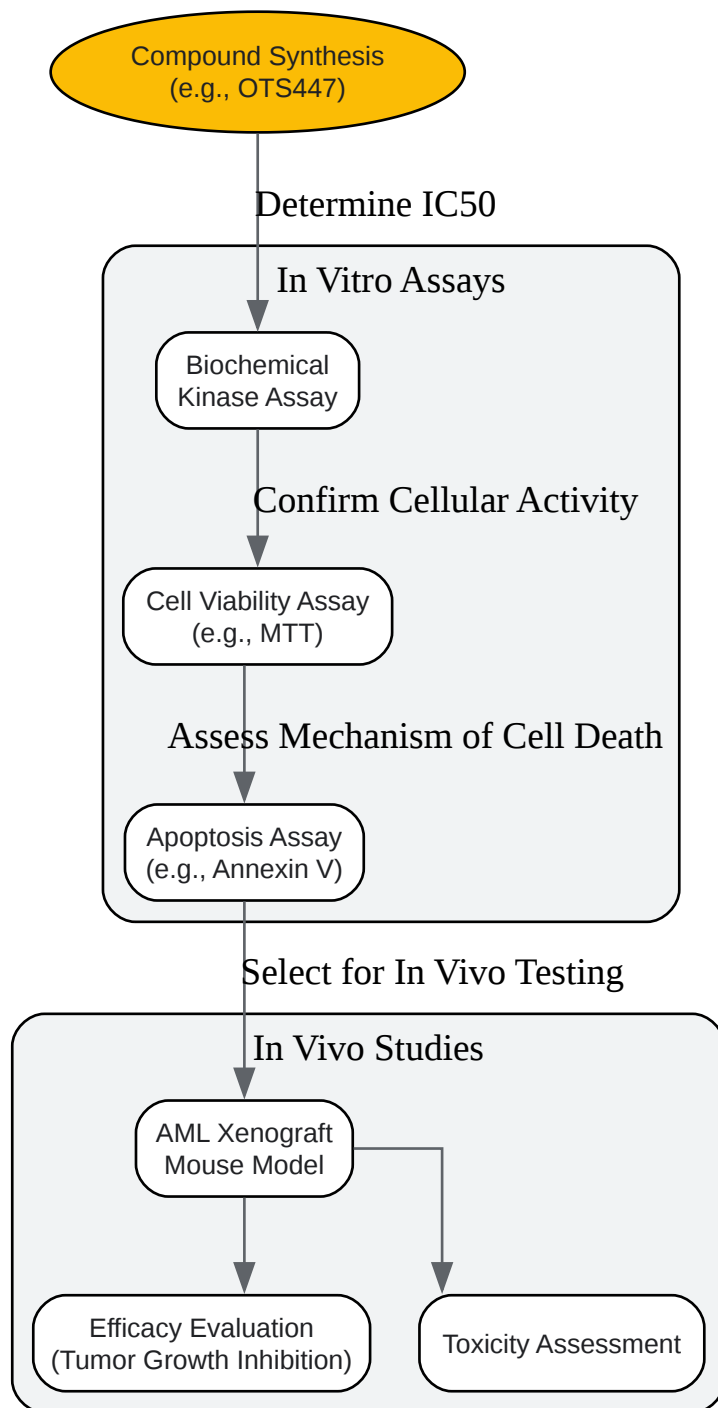 Compound Synthesis
(e.g., OTS447)
Determine IC50
In Vitro Assays
Biochemical
Kinase Assay
Confirm Cellular Activity
Cell Viability Assay
(e.g., MTT)
Assess Mechanism of Cell Death
Apoptosis Assay
(e.g., Annexin V)
Select for In Vivo Testing
In Vivo Studies
AML Xenograft
Mouse Model
Efficacy Evaluation
(Tumor Growth Inhibition)
Toxicity Assessment